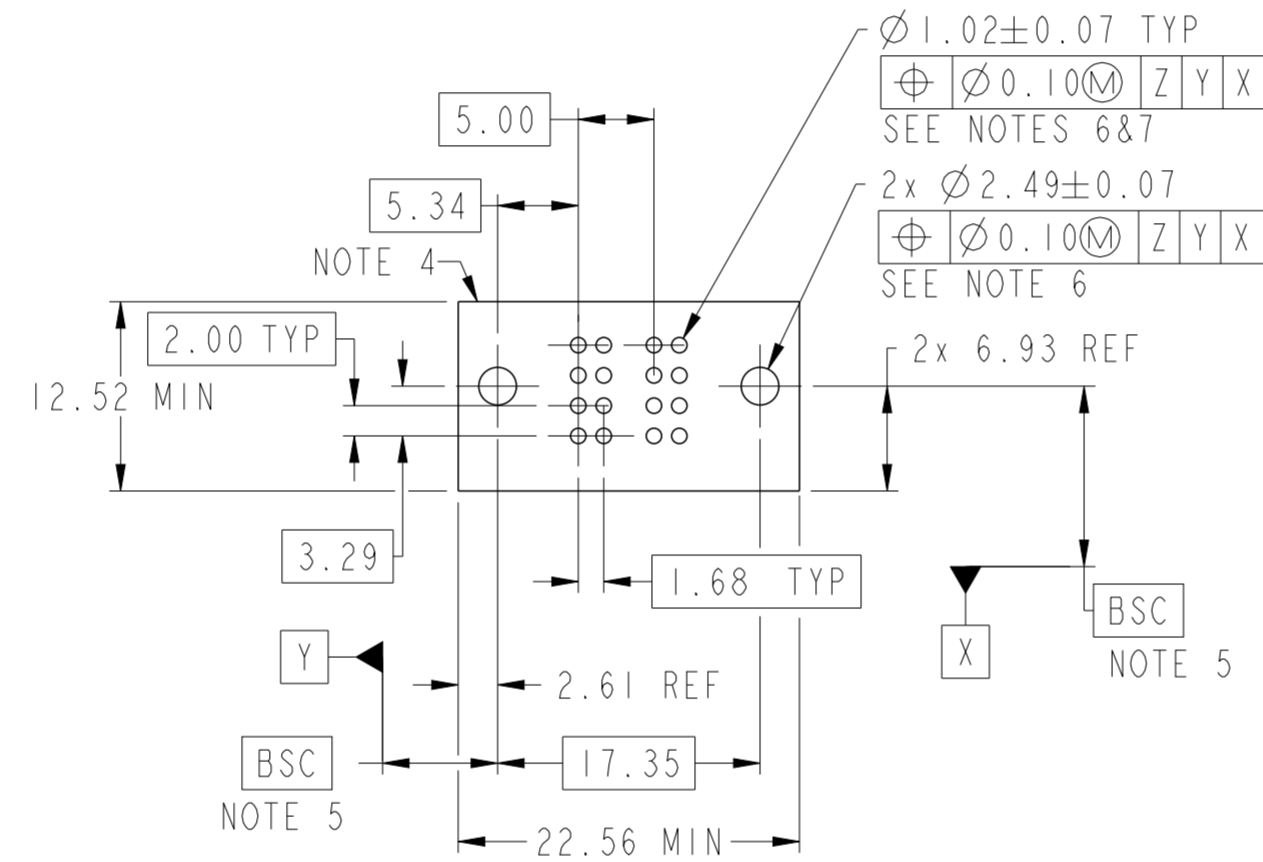 Ø1.02±0.07 TYP
⌖ Ø0.10Ⓜ Z Y X
SEE NOTES 6&7
5.00
2x Ø2.49±0.07
⌖ Ø0.10Ⓜ Z Y X
SEE NOTE 6
5.34
NOTE 4
2.00 TYP
2x 6.93 REF
12.52 MIN
3.29
1.68 TYP
BSC
NOTE 5
X
Y
2.61 REF
BSC
NOTE 5
17.35
22.56 MIN